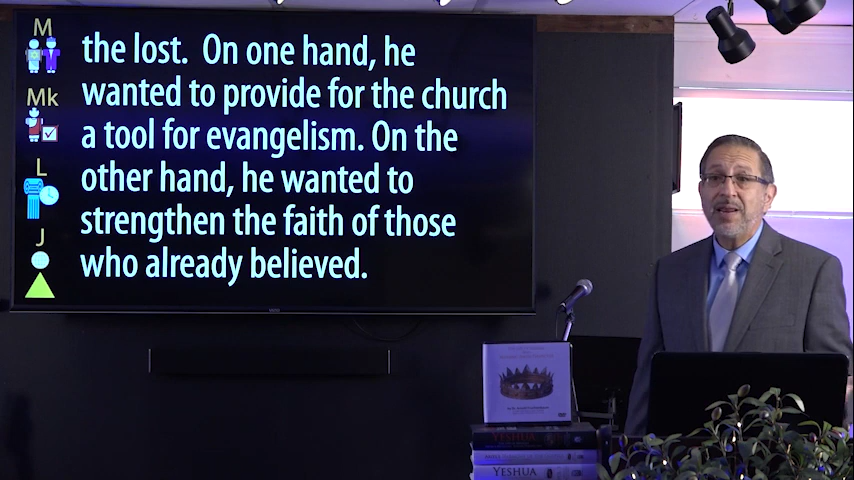 M
Mk
L
J
the lost. On one hand, he
wanted to provide for the church
a tool for evangelism. On the
other hand, he wanted to
strengthen the faith of those
who already believed.
YESHUA
YESHUA